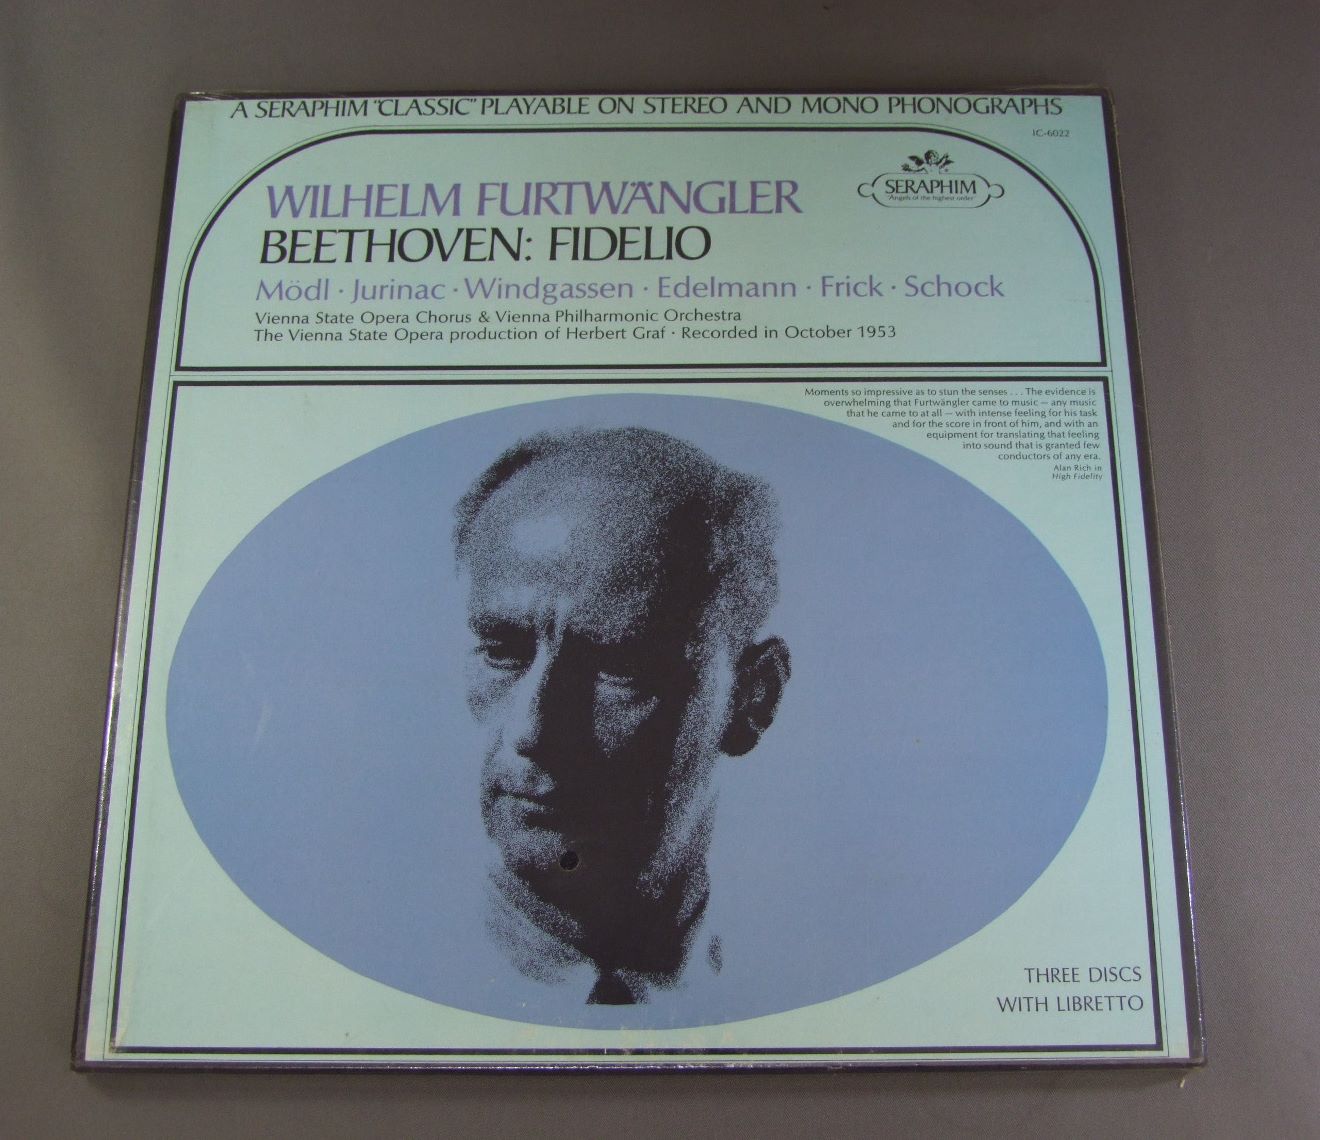 A SERAPHIM "CLASSIC" PLAYABLE ON STEREO AND MONO PHONOGRAPHS
IC-6022
SERAPHIM
"Angels of the highest order"
WILHELM FURTWÄNGLER
BEETHOVEN: FIDELIO
Mödl · Jurinac · Windgassen · Edelmann · Frick · Schock
Vienna State Opera Chorus & Vienna Philharmonic Orchestra
The Vienna State Opera production of Herbert Graf · Recorded in October 1953
Moments so impressive as to stun the senses . . . The evidence is
overwhelming that Furtwängler came to music — any music
that he came to at all — with intense feeling for his task
and for the score in front of him, and with an
equipment for translating that feeling
into sound that is granted few
conductors of any era.
Alan Rich in
High Fidelity
THREE DISCS
WITH LIBRETTO